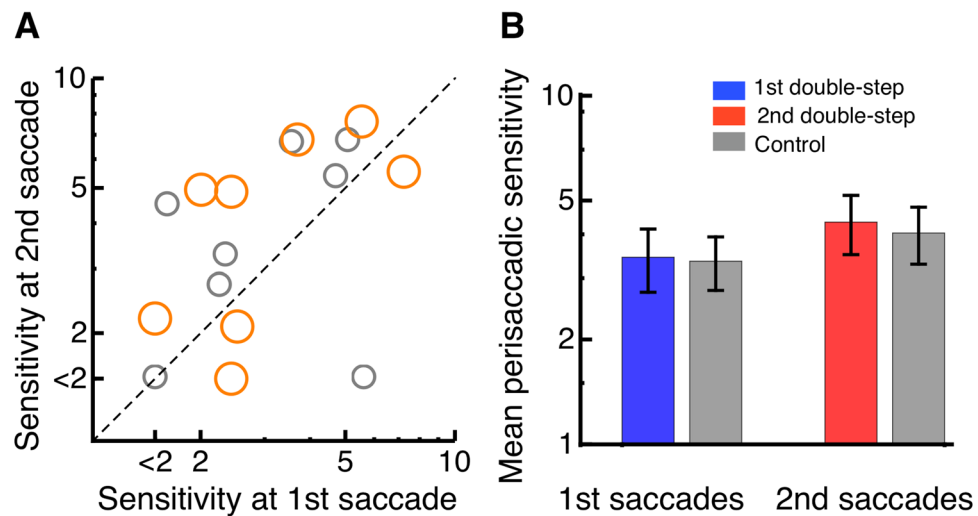 A
Sensitivity at 2nd saccade
10
5
2
<2
<2 2 5 10
Sensitivity at 1st saccade
B
Mean perisaccadic sensitivity
10
5
2
1
1st double-step
2nd double-step
Control
1st saccades 2nd saccades